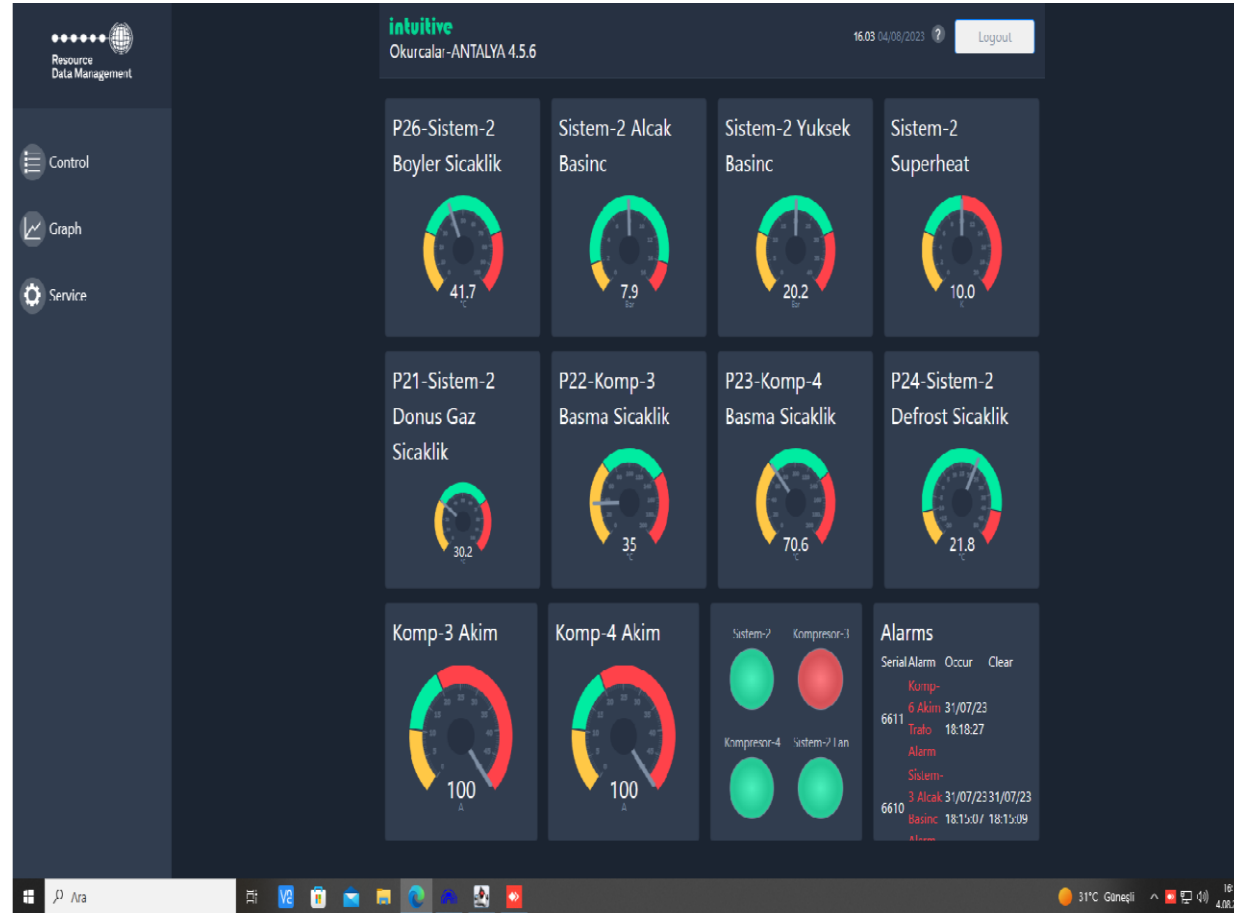 Resource
Data Management
Control
Graph
Service
intuitive
Okurcalar-ANTALYA 4.5.6
16.03 04/08/2023 ? Logout
P26-Sistem-2
Boyler Sicaklik
41.7
°C
Sistem-2 Alcak
Basinc
7.9
Bar
Sistem-2 Yuksek
Basinc
20.2
Bar
Sistem-2
Superheat
10.0
K
P21-Sistem-2
Donus Gaz
Sicaklik
30.2
°C
P22-Komp-3
Basma Sicaklik
35
°C
P23-Komp-4
Basma Sicaklik
70.6
°C
P24-Sistem-2
Defrost Sicaklik
21.8
°C
Komp-3 Akim
100
A
Komp-4 Akim
100
A
Sistem-2 Kompresor-3
Kompresor-4 Sistem-2 Fan
Alarms
Serial Alarm Occur Clear
Komp-
6 Akim 31/07/23
6611
Trafo 18:18:27
Alarm
Sistem-
3 Alcak 31/07/23 31/07/23
6610
Basinc 18:15:07 18:15:09
Alarm
Ara
31°C Güneşli